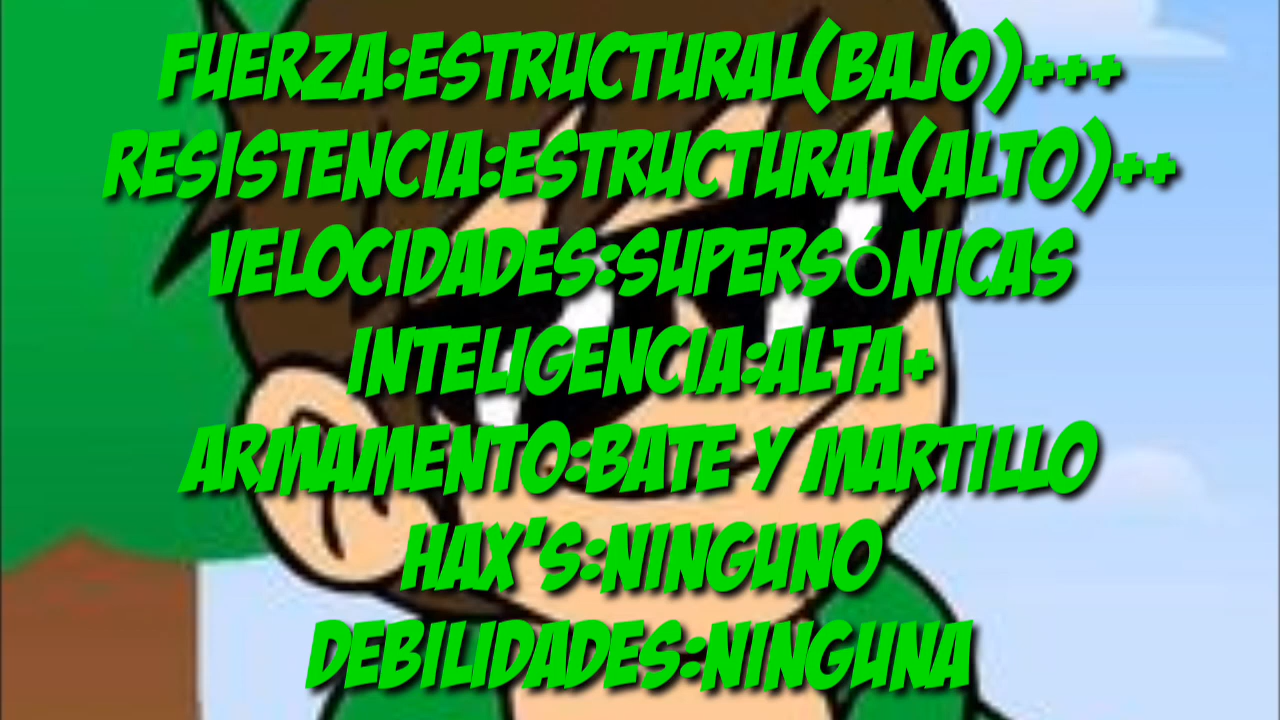 FUERZA:ESTRUCTURAL(BAJO)+++
RESISTENCIA:ESTRUCTURAL(ALTO)++
VELOCIDADES:SUPERSÓNICAS
INTELIGENCIA:ALTA+
ARMAMENTO:BATE Y MARTILLO
HAX'S:NINGUNO
DEBILIDADES:NINGUNA